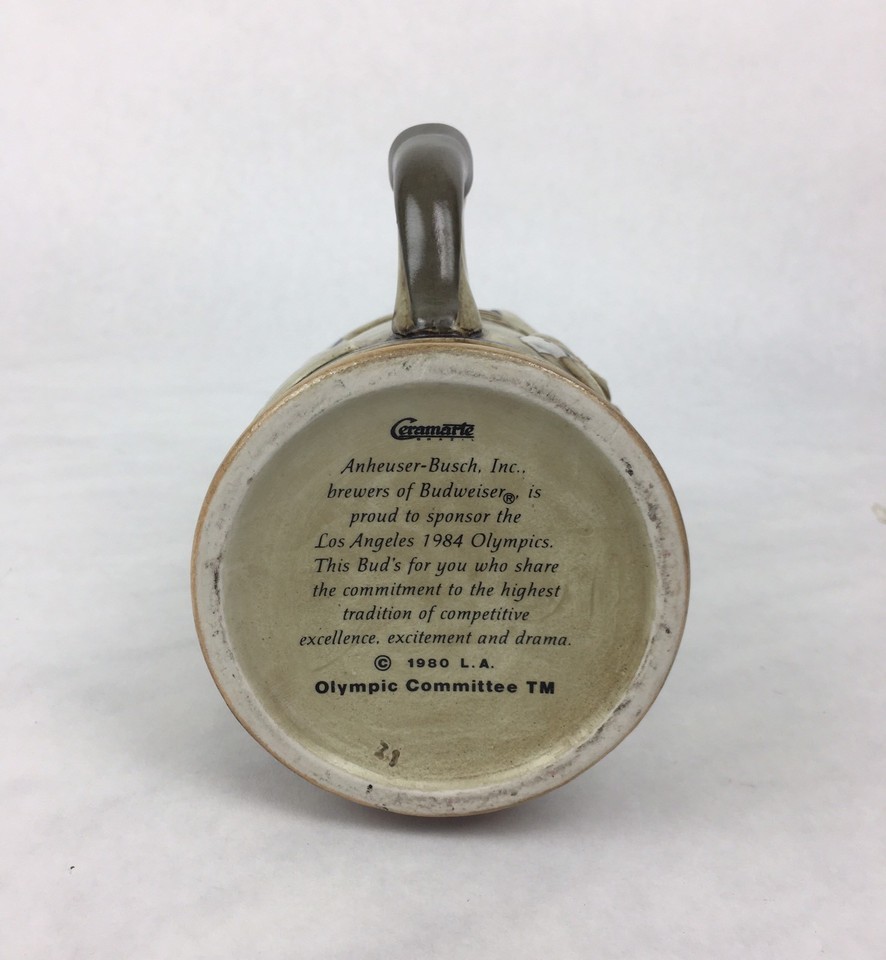 Ceramarte
BRAZIL
Anheuser-Busch, Inc.,
brewers of Budweiser®, is
proud to sponsor the
Los Angeles 1984 Olympics.
This Bud's for you who share
the commitment to the highest
tradition of competitive
excellence, excitement and drama.
© 1980 L.A.
Olympic Committee TM
29